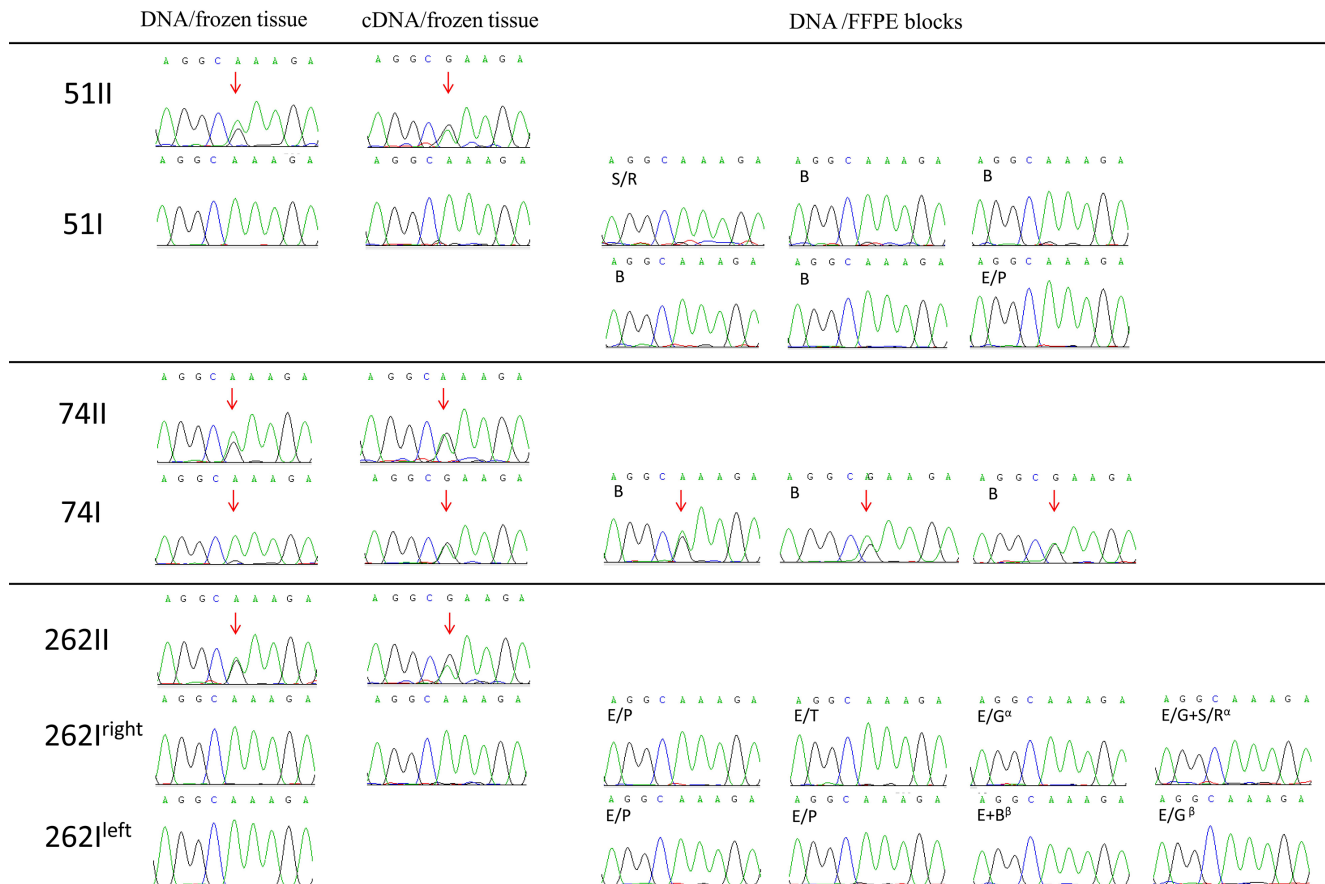 DNA/frozen tissue cDNA/frozen tissue DNA /FFPE blocks
A G G C A A A G A A G G C G A A G A
51II
A G G C A A A G A A G G C A A A G A A G G C A A A G A A G G C A A A G A A G G C A A A G A
S/R B B
51I
A G G C A A A G A A G G C A A A G A A G G C A A A G A
B B E/P
A G G C A A A G A A G G C A A A G A
74II
A G G C A A A G A A G G C G A A G A A G G C A A A G A A G G C G A A G A A G G C G A A G A
B B B
74I
A G G C A A A G A A G G C G A A G A
262II
A G G C A A A G A A G G C A A A G A A G G C A A A G A A G G C A A A G A A G G C A A A G A A G G C A A A G A
E/P E/T E/Gα E/G+S/Rα
262Iright
A G G C A A A G A A G G C A A A G A A G G C A A A G A A G G C A A A G A A G G C A A A G A
E/P E/P E+Bβ E/G β
262Ileft